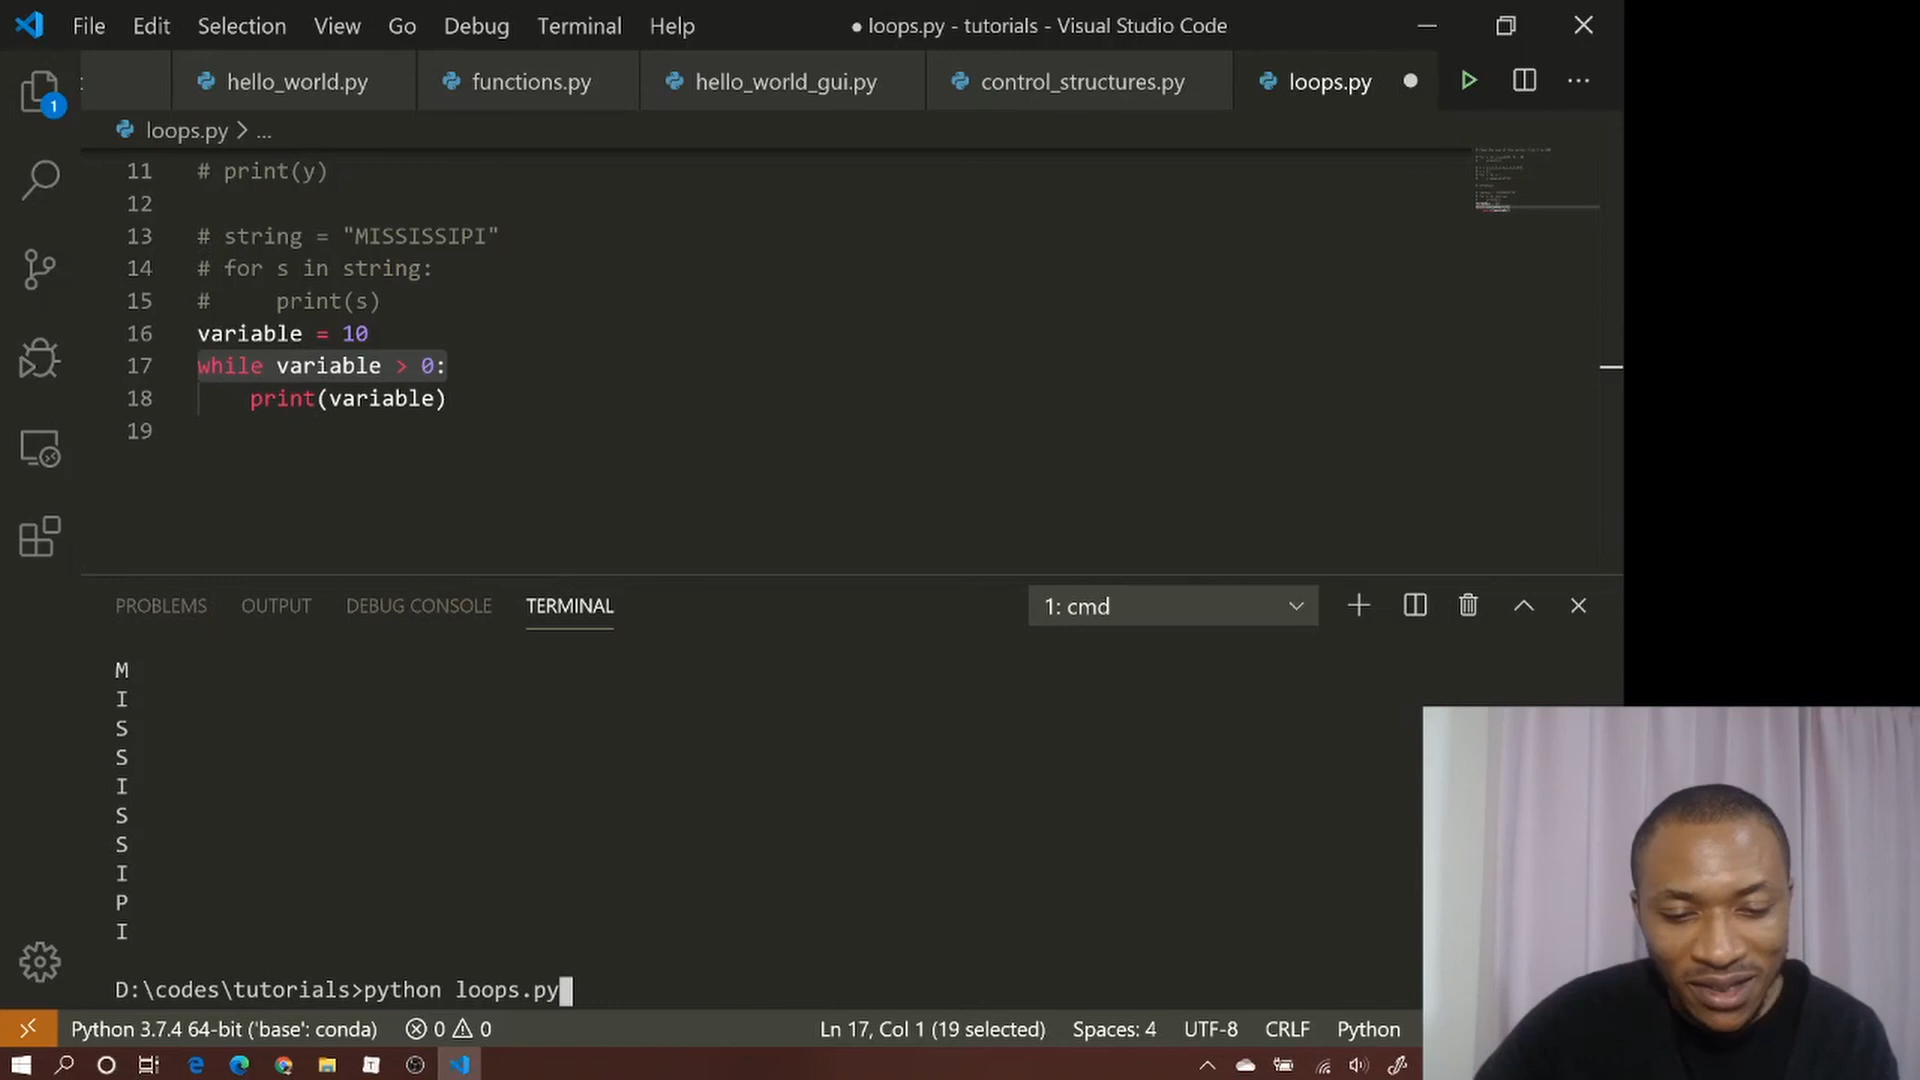 File Edit Selection View Go Debug Terminal Help ● loops.py - tutorials - Visual Studio Code
hello_world.py functions.py hello_world_gui.py control_structures.py loops.py
loops.py > ...
11 # print(y)
12
13 # string = "MISSISSIPI"
14 # for s in string:
15 #     print(s)
16 variable = 10
17 while variable > 0:
18     print(variable)
19
PROBLEMS OUTPUT DEBUG CONSOLE TERMINAL 1: cmd
M
I
S
S
I
S
S
I
P
I
D:\codes\tutorials>python loops.py
Python 3.7.4 64-bit ('base': conda) 0 0 Ln 17, Col 1 (19 selected) Spaces: 4 UTF-8 CRLF Python